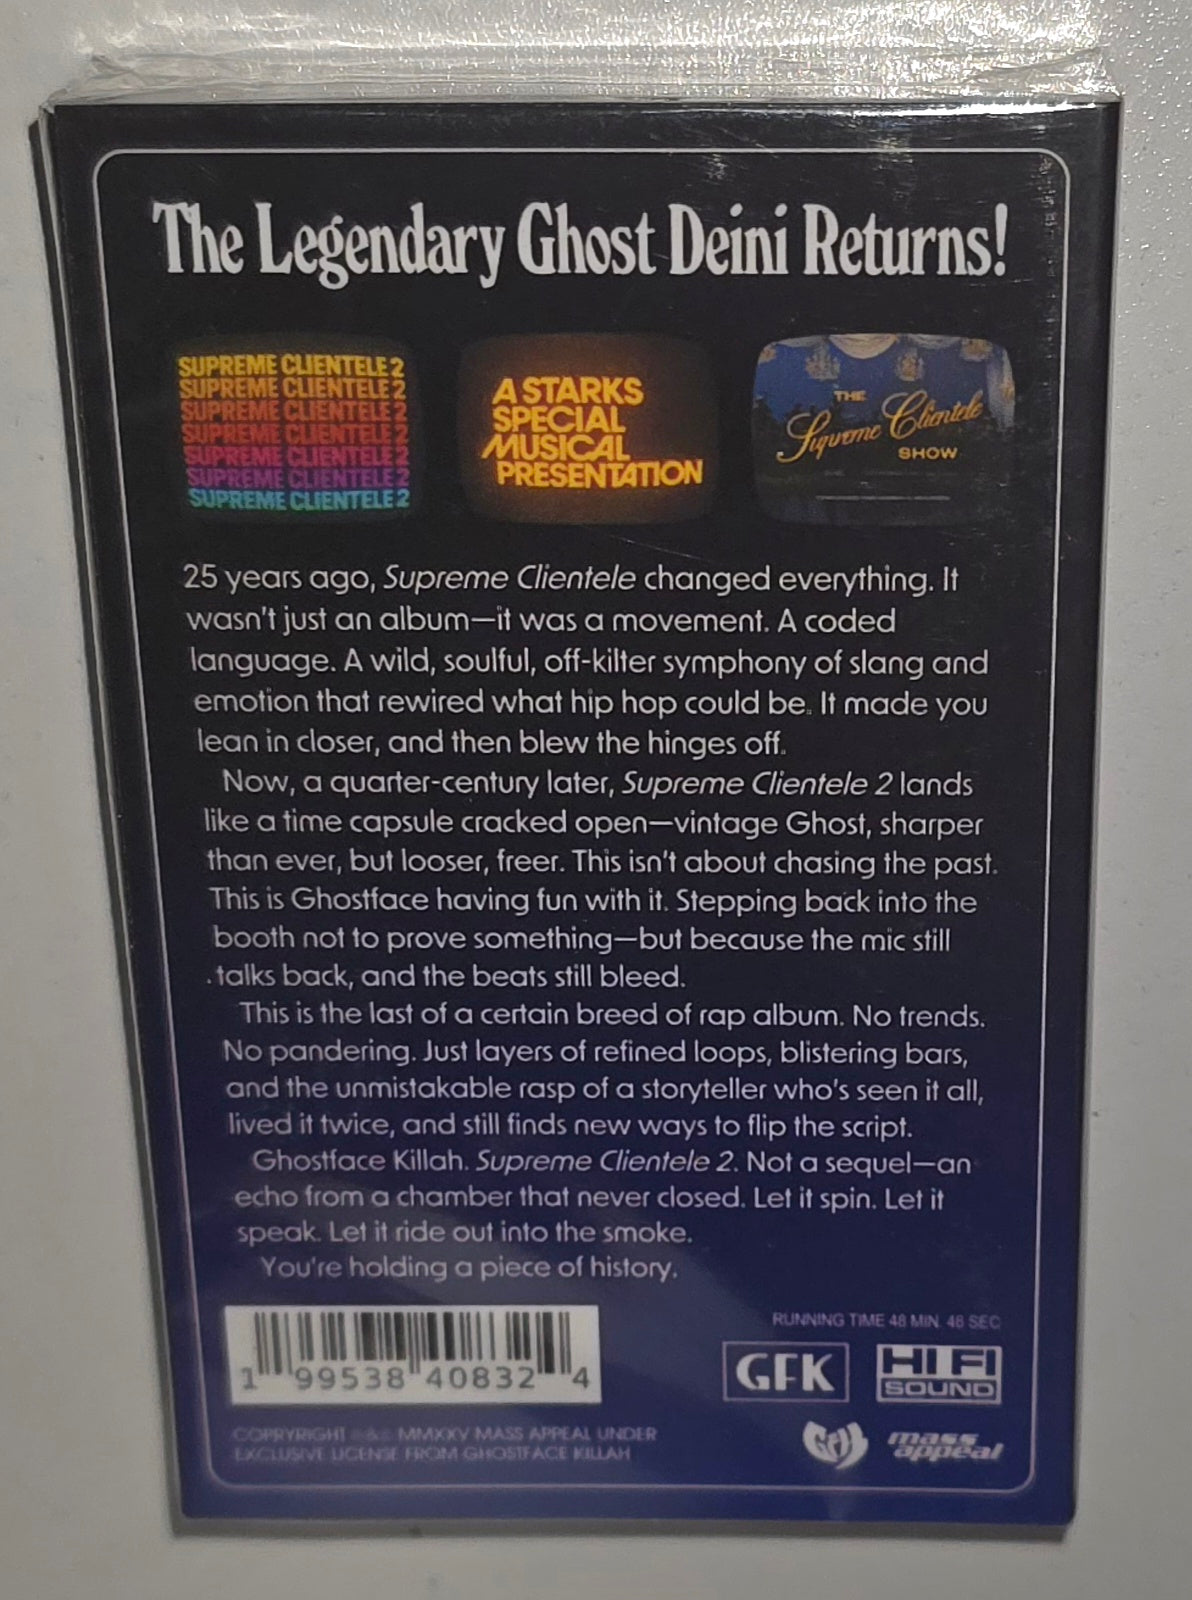 The Legendary Ghost Deini Returns!
SUPREME CLIENTELE 2
SUPREME CLIENTELE 2
SUPREME CLIENTELE 2
SUPREME CLIENTELE 2
SUPREME CLIENTELE 2
SUPREME CLIENTELE 2
SUPREME CLIENTELE 2
A STARKS
SPECIAL
MUSICAL
PRESENTATION
THE
Supreme Clientele
SHOW
25 years ago, Supreme Clientele changed everything. It
wasn't just an album—it was a movement. A coded
language. A wild, soulful, off-kilter symphony of slang and
emotion that rewired what hip hop could be. It made you
lean in closer, and then blew the hinges off.
Now, a quarter-century later, Supreme Clientele 2 lands
like a time capsule cracked open—vintage Ghost, sharper
than ever, but looser, freer. This isn't about chasing the past.
This is Ghostface having fun with it. Stepping back into the
booth not to prove something—but because the mic still
talks back, and the beats still bleed.
This is the last of a certain breed of rap album. No trends.
No pandering. Just layers of refined loops, blistering bars,
and the unmistakable rasp of a storyteller who's seen it all,
lived it twice, and still finds new ways to flip the script.
Ghostface Killah. Supreme Clientele 2. Not a sequel—an
echo from a chamber that never closed. Let it spin. Let it
speak. Let it ride out into the smoke.
You're holding a piece of history.
RUNNING TIME 48 MIN. 46 SEC
1 99538 40832 4
GFK
HI FI
SOUND
COPRYRIGHT & MMXXV MASS APPEAL UNDER
EXCLUSIVE LICENSE FROM GHOSTFACE KILLAH
GFK
mass
appeal